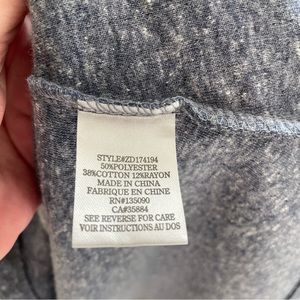 STYLE#ZD174194
50%POLYESTER
38%COTTON 12%RAYON
MADE IN CHINA
FABRIQUE EN CHINE
RN#135090
CA#35884
SEE REVERSE FOR CARE
VOIR INSTRUCTIONS AU DOS